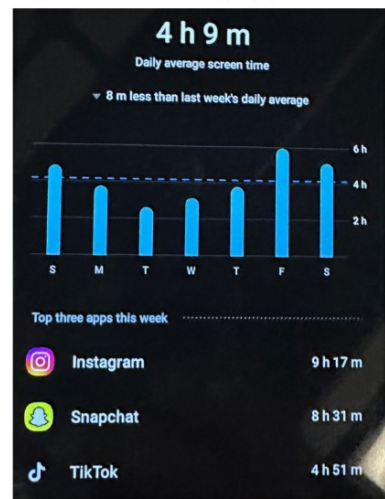 4 h 9 m
Daily average screen time
8 m less than last week's daily average
6 h
4 h
2 h
S M T W T F S
Top three apps this week
Instagram 9 h 17 m
Snapchat 8 h 31 m
TikTok 4 h 51 m